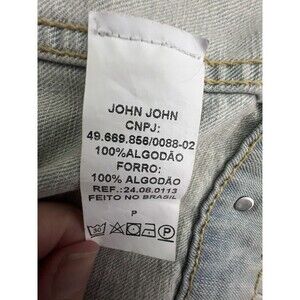 JOHN JOHN
CNPJ:
49.669.856/0088-02
100%ALGODÃO
FORRO:
100%ALGODÃO
REF.:24.08.0113
FEITO NO BRASIL
P